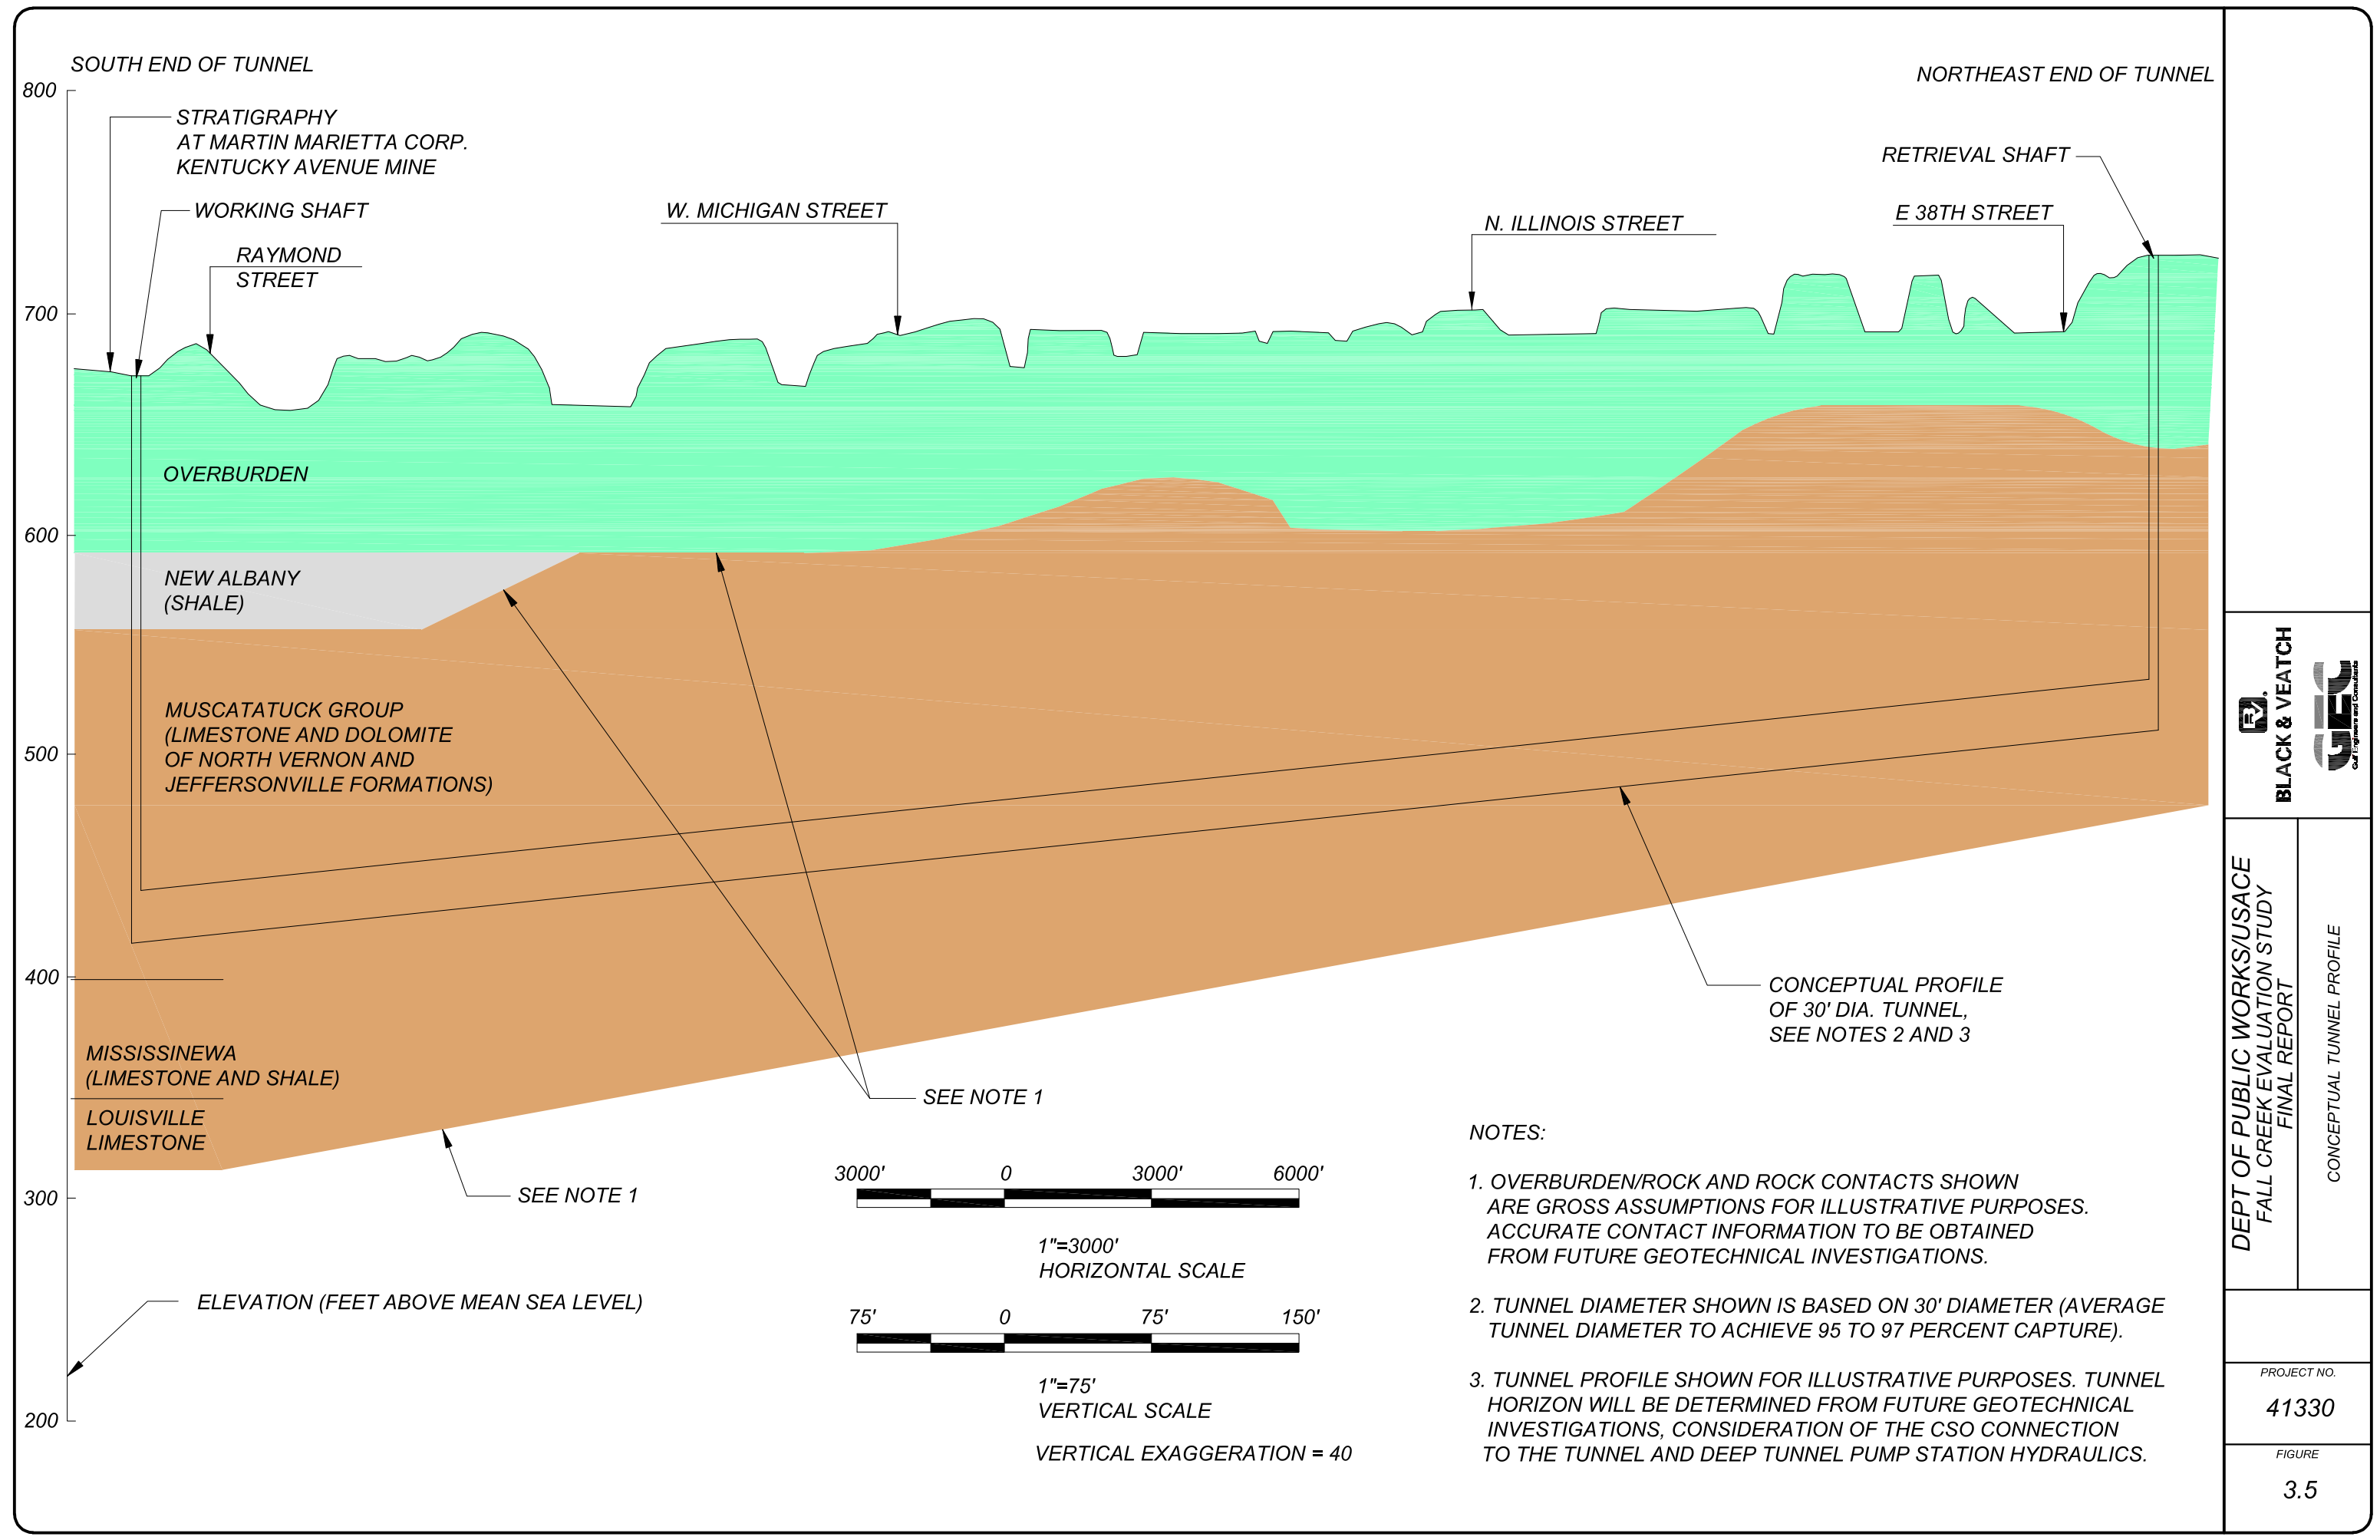 SOUTH END OF TUNNEL
NORTHEAST END OF TUNNEL
800
700
600
500
400
300
200
STRATIGRAPHY
AT MARTIN MARIETTA CORP.
KENTUCKY AVENUE MINE
WORKING SHAFT
RAYMOND
STREET
W. MICHIGAN STREET
N. ILLINOIS STREET
RETRIEVAL SHAFT
E 38TH STREET
OVERBURDEN
NEW ALBANY
(SHALE)
MUSCATATUCK GROUP
(LIMESTONE AND DOLOMITE
OF NORTH VERNON AND
JEFFERSONVILLE FORMATIONS)
MISSISSINEWA
(LIMESTONE AND SHALE)
LOUISVILLE
LIMESTONE
CONCEPTUAL PROFILE
OF 30' DIA. TUNNEL,
SEE NOTES 2 AND 3
SEE NOTE 1
SEE NOTE 1
ELEVATION (FEET ABOVE MEAN SEA LEVEL)
3000' 0 3000' 6000'
1"=3000'
HORIZONTAL SCALE
75' 0 75' 150'
1"=75'
VERTICAL SCALE
VERTICAL EXAGGERATION = 40
NOTES:
1. OVERBURDEN/ROCK AND ROCK CONTACTS SHOWN
ARE GROSS ASSUMPTIONS FOR ILLUSTRATIVE PURPOSES.
ACCURATE CONTACT INFORMATION TO BE OBTAINED
FROM FUTURE GEOTECHNICAL INVESTIGATIONS.
2. TUNNEL DIAMETER SHOWN IS BASED ON 30' DIAMETER (AVERAGE
TUNNEL DIAMETER TO ACHIEVE 95 TO 97 PERCENT CAPTURE).
3. TUNNEL PROFILE SHOWN FOR ILLUSTRATIVE PURPOSES. TUNNEL
HORIZON WILL BE DETERMINED FROM FUTURE GEOTECHNICAL
INVESTIGATIONS, CONSIDERATION OF THE CSO CONNECTION
TO THE TUNNEL AND DEEP TUNNEL PUMP STATION HYDRAULICS.
BLACK & VEATCH
GEC
Gulf Engineers and Consultants
DEPT OF PUBLIC WORKS/USACE
FALL CREEK EVALUATION STUDY
FINAL REPORT
CONCEPTUAL TUNNEL PROFILE
PROJECT NO.
41330
FIGURE
3.5